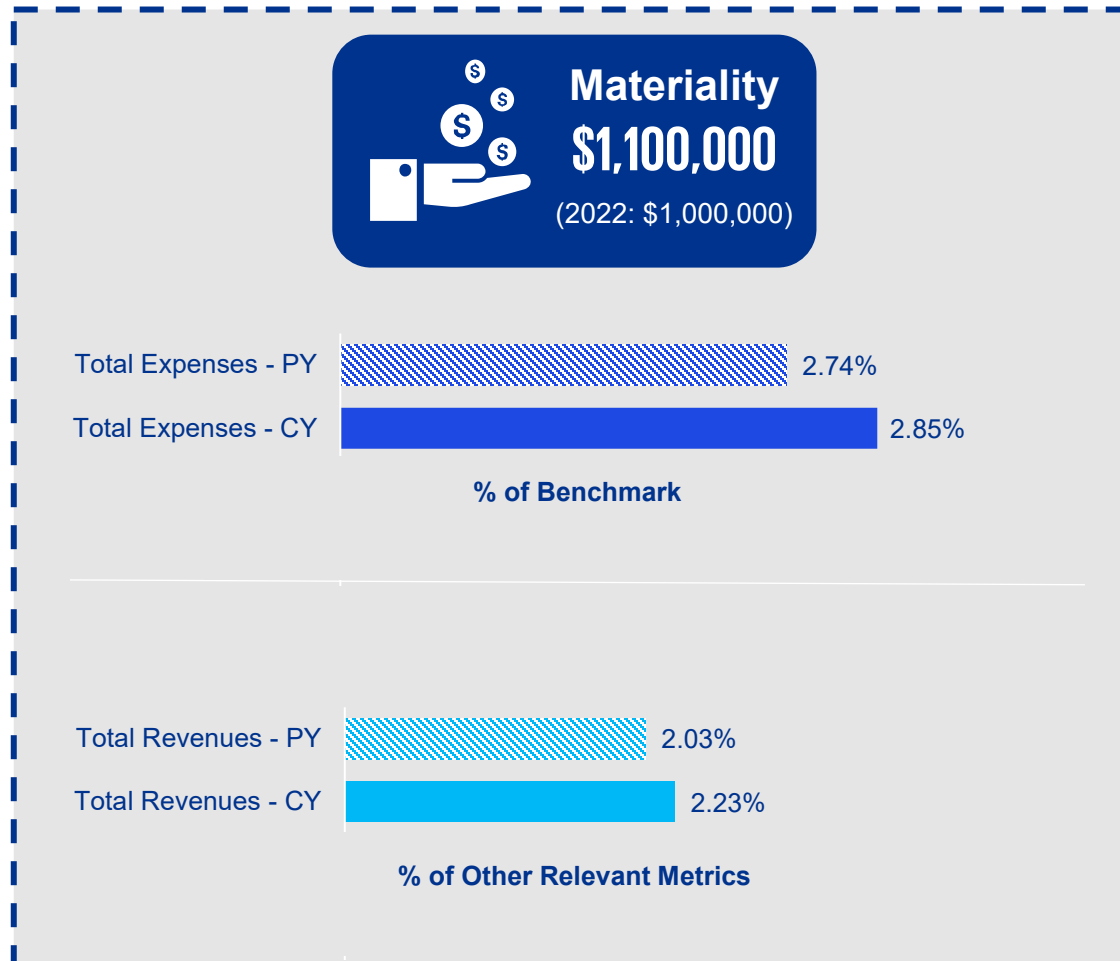 Materiality
$1,100,000
(2022: $1,000,000)
$
$
$
$
Total Expenses - PY 2.74%
Total Expenses - CY 2.85%
% of Benchmark
Total Revenues - PY 2.03%
Total Revenues - CY 2.23%
% of Other Relevant Metrics